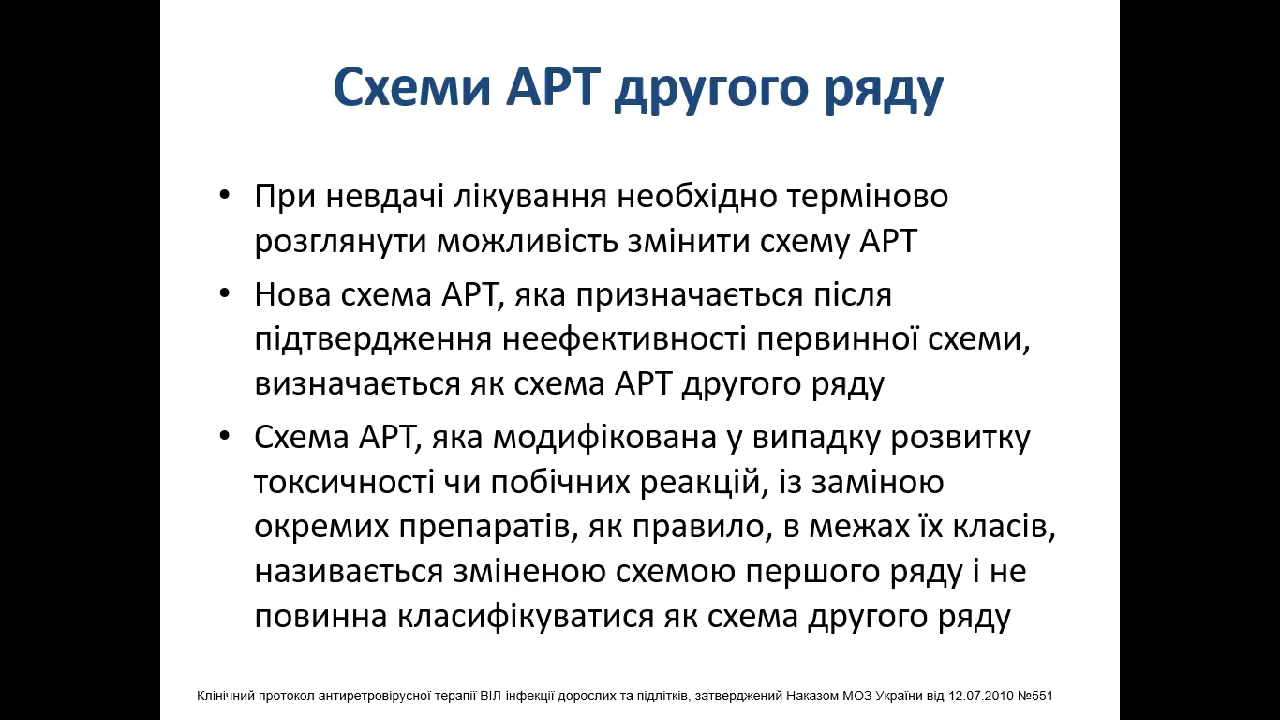 Схеми АРТ другого ряду
• При невдачі лікування необхідно терміново
розглянути можливість змінити схему АРТ
• Нова схема АРТ, яка призначається після
підтвердження неефективності первинної схеми,
визначається як схема АРТ другого ряду
• Схема АРТ, яка модифікована у випадку розвитку
токсичності чи побічних реакцій, із заміною
окремих препаратів, як правило, в межах їх класів,
називається зміненою схемою першого ряду і не
повинна класифікуватися як схема другого ряду
Клінічний протокол антиретровірусної терапії ВІЛ-інфекції дорослих та підлітків, затверджений Наказом МОЗ України від 12.07.2010 №551